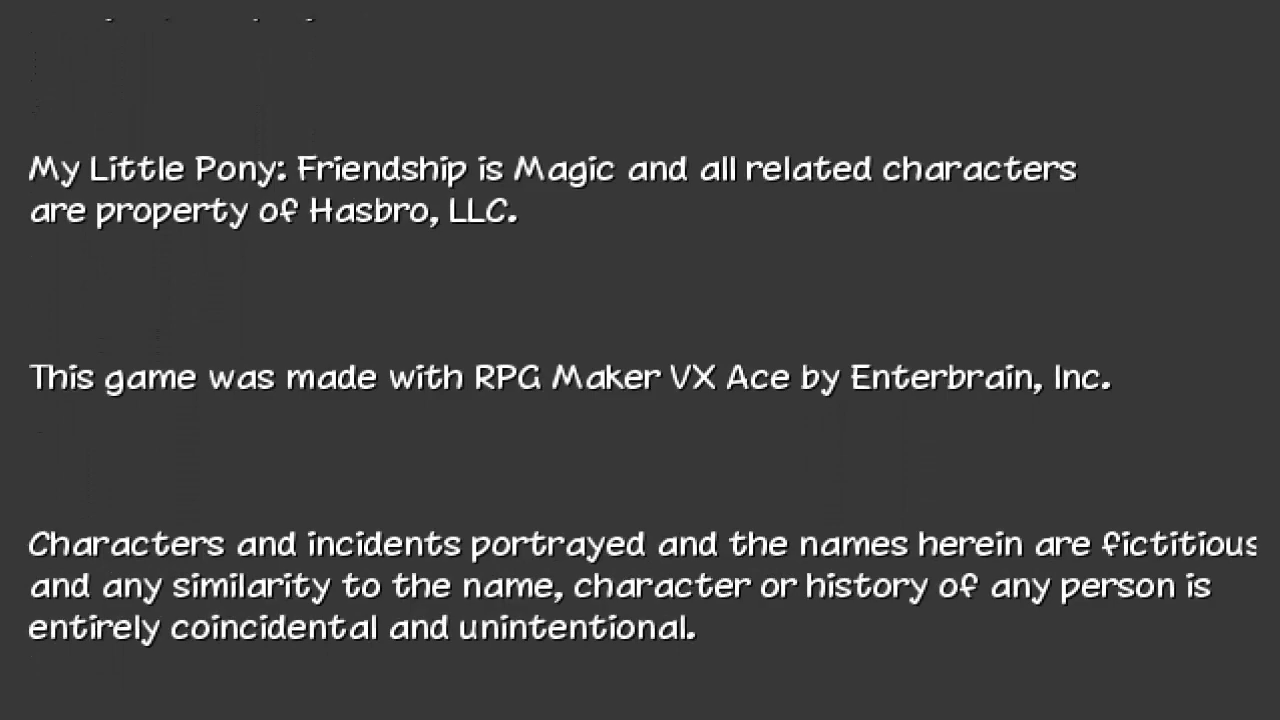 My Little Pony: Friendship is Magic and all related characters
are property of Hasbro, LLC.
This game was made with RPG Maker VX Ace by Enterbrain, Inc.
Characters and incidents portrayed and the names herein are fictitious
and any similarity to the name, character or history of any person is
entirely coincidental and unintentional.